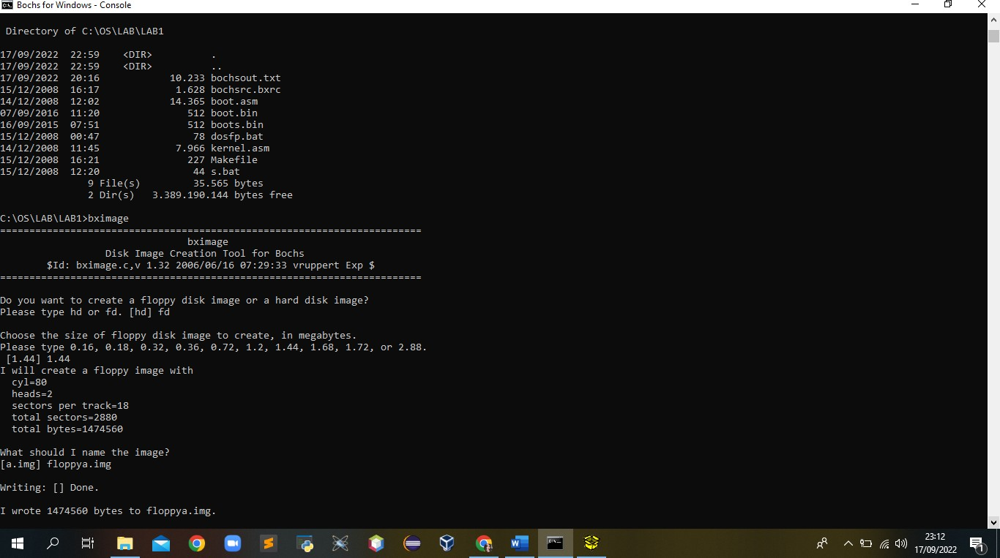 Bochs for Windows - Console
Directory of C:\OS\LAB\LAB1
17/09/2022 22:59 <DIR> .
17/09/2022 22:59 <DIR> ..
17/09/2022 20:16 10.233 bochsout.txt
15/12/2008 16:17 1.628 bochsrc.bxrc
14/12/2008 12:02 14.365 boot.asm
07/09/2016 11:20 512 boot.bin
16/09/2015 07:51 512 boots.bin
15/12/2008 00:47 78 dosfp.bat
14/12/2008 11:45 7.966 kernel.asm
15/12/2008 16:21 227 Makefile
15/12/2008 12:20 44 s.bat
9 File(s) 35.565 bytes
2 Dir(s) 3.389.190.144 bytes free
C:\OS\LAB\LAB1>bximage
========================================================================
bximage
Disk Image Creation Tool for Bochs
$Id: bximage.c,v 1.32 2006/06/16 07:29:33 vruppert Exp $
========================================================================
Do you want to create a floppy disk image or a hard disk image?
Please type hd or fd. [hd] fd
Choose the size of floppy disk image to create, in megabytes.
Please type 0.16, 0.18, 0.32, 0.36, 0.72, 1.2, 1.44, 1.68, 1.72, or 2.88.
[1.44] 1.44
I will create a floppy image with
cyl=80
heads=2
sectors per track=18
total sectors=2880
total bytes=1474560
What should I name the image?
[a.img] floppya.img
Writing: [] Done.
I wrote 1474560 bytes to floppya.img.
23:12
17/09/2022
1